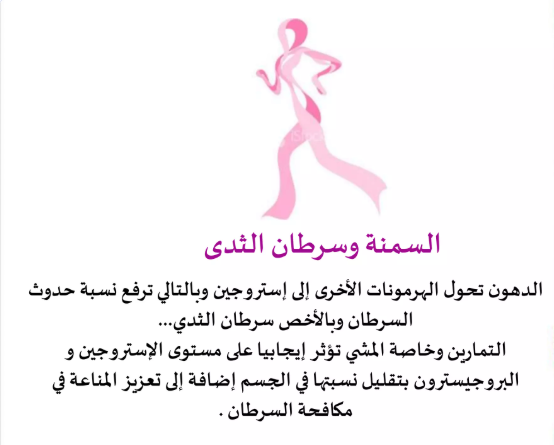 السمنة وسرطان الثدى
الدهون تحول الهرمونات الأخرى إلى إستروجين وبالتالي ترفع نسبة حدوث
السرطان وبالأخص سرطان الثدي...
التمارين وخاصة المشي تؤثر إيجابيا على مستوى الإستروجين و
البروجيسترون بتقليل نسبتها في الجسم إضافة إلى تعزيز المناعة في
مكافحة السرطان .